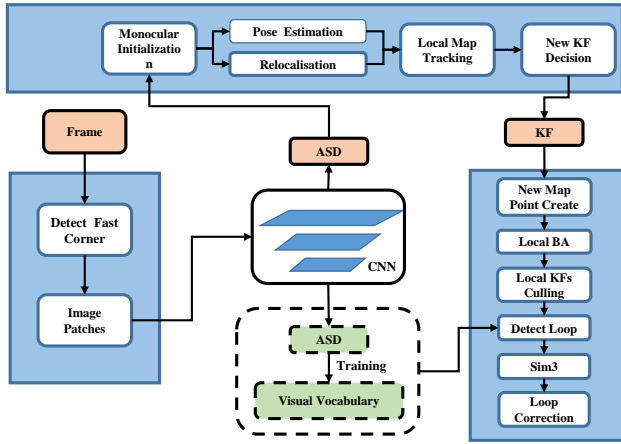 Monocular
Initializatio
n
Pose Estimation
Relocalisation
Local Map
Tracking
New KF
Decision
Frame
ASD
KF
Detect Fast
Corner
Image
Patches
CNN
ASD
Training
Visual Vocabulary
New Map
Point Create
Local BA
Local KFs
Culling
Detect Loop
Sim3
Loop
Correction